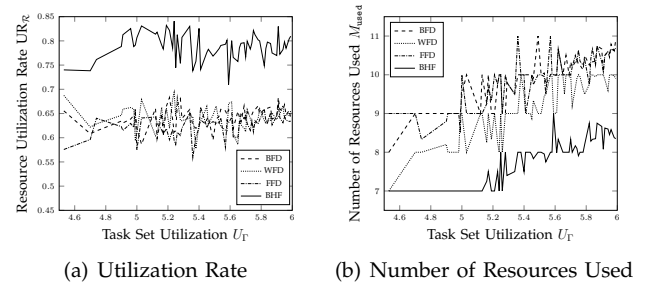 Resource Utilization Rate UR_R
0.85
0.8
0.75
0.7
0.65
0.6
0.55
0.5
0.45
4.6 4.8 5 5.2 5.4 5.6 5.8 6
Task Set Utilization U_Γ
BFD
WFD
FFD
BHF
(a) Utilization Rate
Number of Resources Used M_used
11
10
9
8
7
4.6 4.8 5 5.2 5.4 5.6 5.8 6
Task Set Utilization U_Γ
BFD
WFD
FFD
BHF
(b) Number of Resources Used